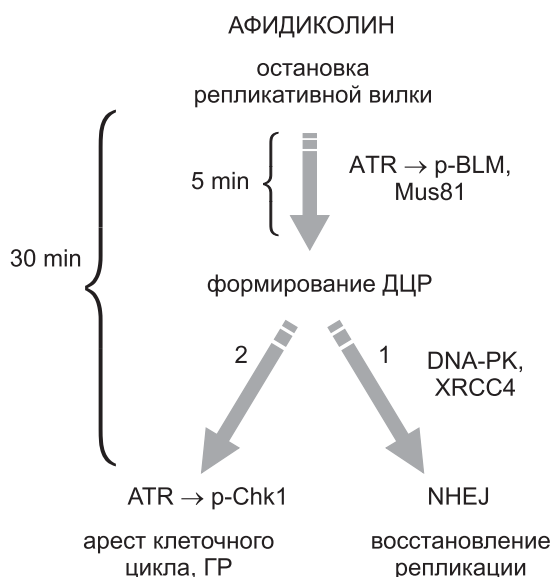 АФИДИКОЛИН
остановка
репликативной вилки
5 min
ATR → p-BLM,
Mus81
30 min
формирование ДЦР
2
1
DNA-PK,
XRCC4
ATR → p-Chk1
NHEJ
арест клеточного
цикла, ГР
восстановление
репликации